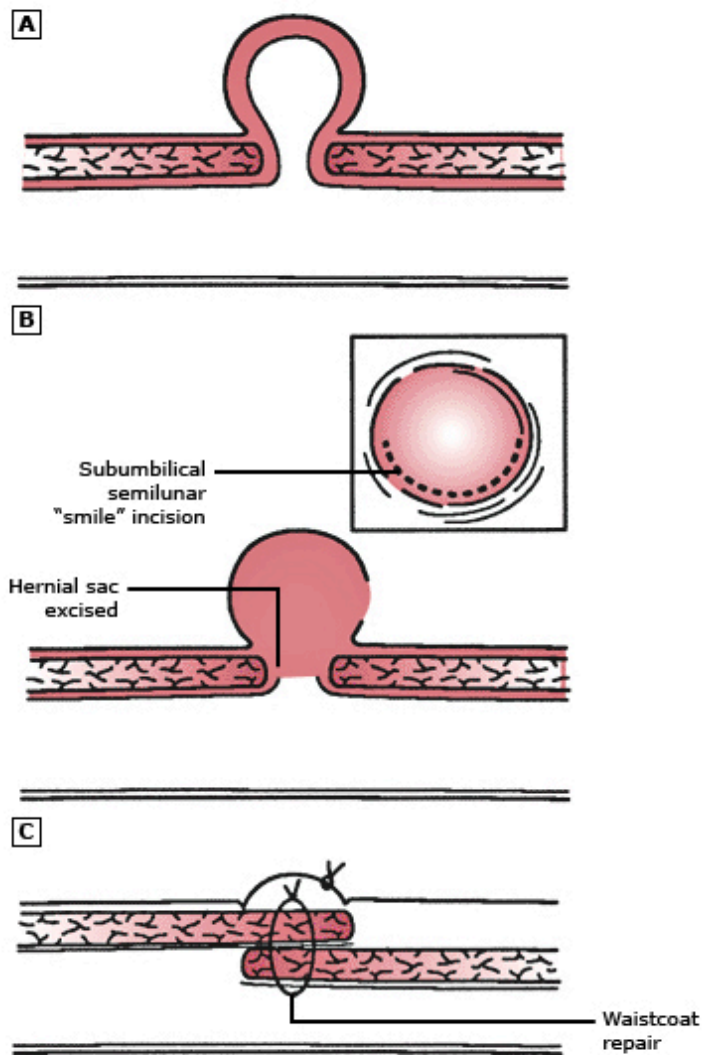 A
B
Subumbilical
semilunar
“smile” incision
Hernial sac
excised
C
Waistcoat
repair